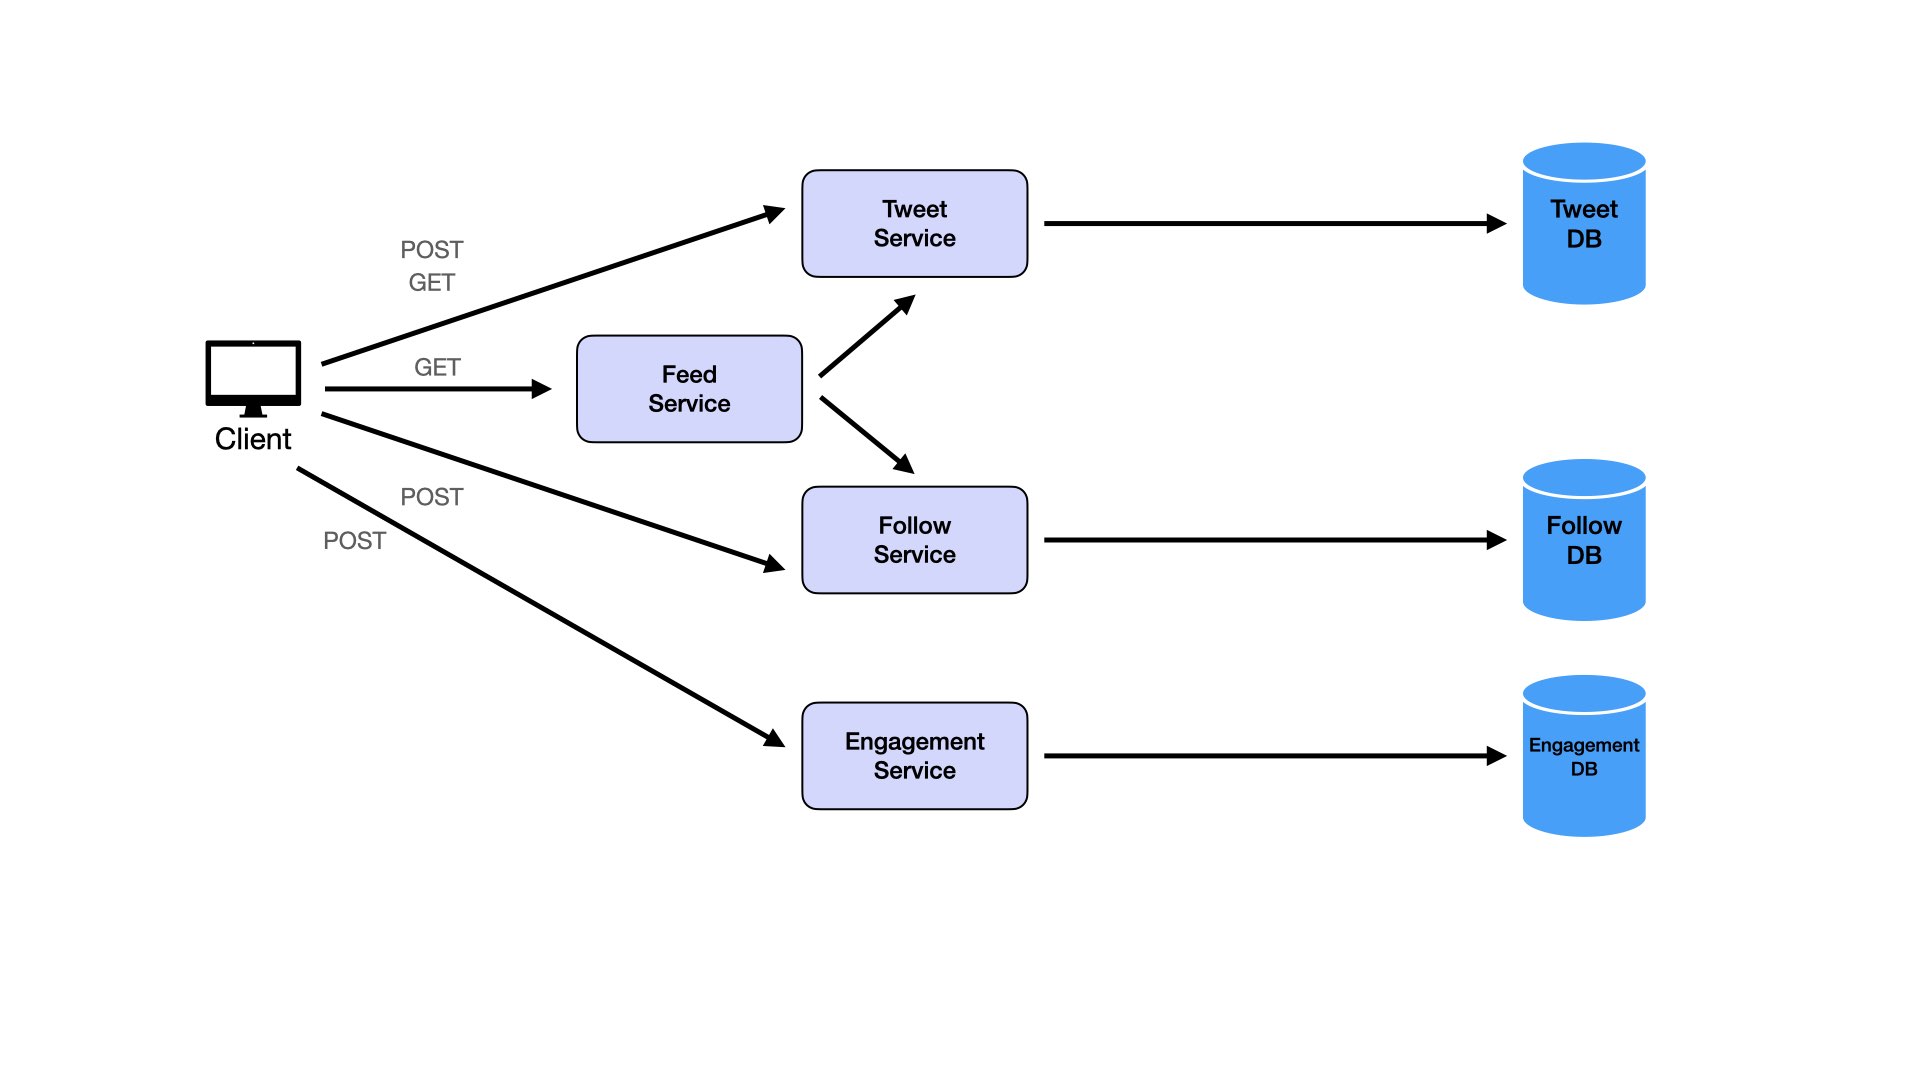 Tweet
Service
Tweet
DB
POST
GET
GET
Feed
Service
Client
POST
POST
Follow
Service
Follow
DB
Engagement
Service
Engagement
DB